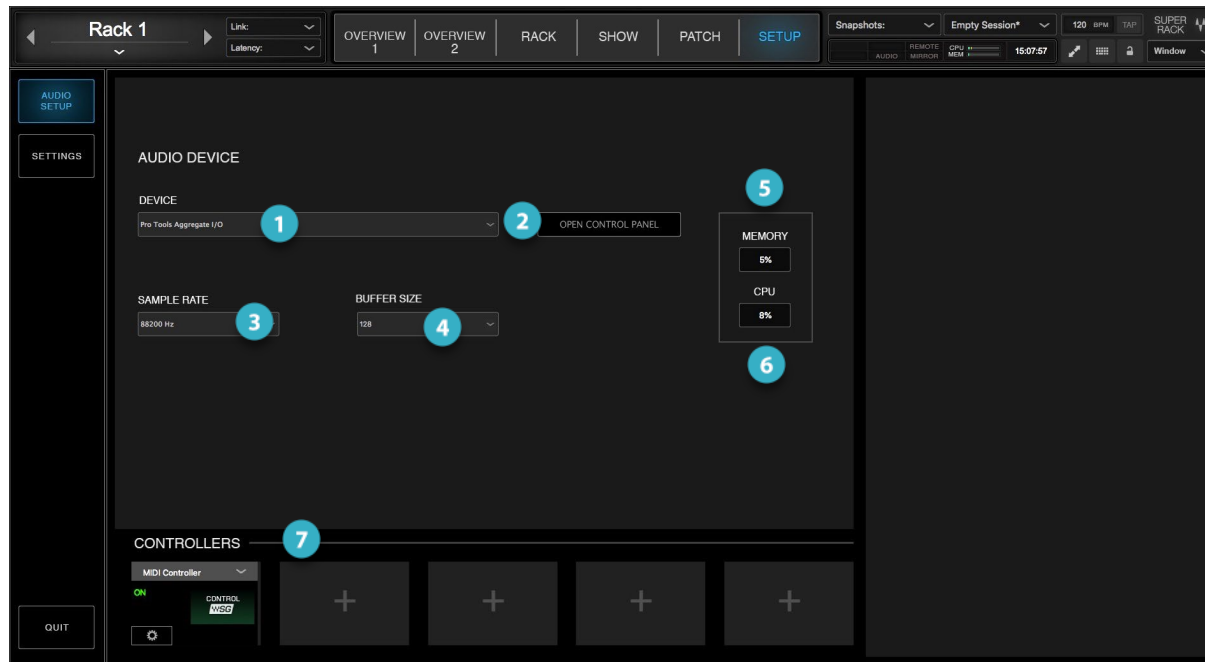 Rack 1
Link:
Latency:
OVERVIEW 1
OVERVIEW 2
RACK
SHOW
PATCH
SETUP
Snapshots:
Empty Session*
120 BPM TAP
SUPER RACK
AUDIO
REMOTE MIRROR
CPU
MEM
15:07:57
Window
AUDIO SETUP
SETTINGS
AUDIO DEVICE
5
DEVICE
Pro Tools Aggregate I/O
1
2
OPEN CONTROL PANEL
MEMORY
5%
SAMPLE RATE
BUFFER SIZE
CPU
88200 Hz
3
128
4
8%
6
CONTROLLERS
7
MIDI Controller
ON
CONTROL
WSG
+
+
+
+
QUIT